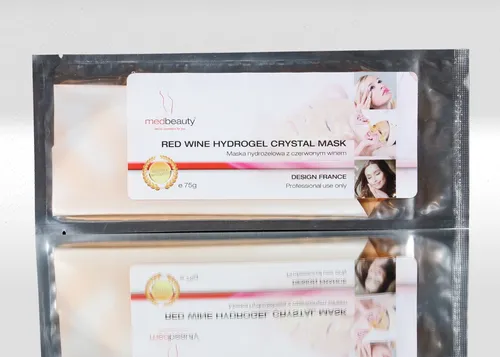 medbeauty
RED WINE HYDROGEL CRYSTAL MASK
Maska hydrożelowa z czerwonym winem
DESIGN FRANCE
Professional use only
e 75g